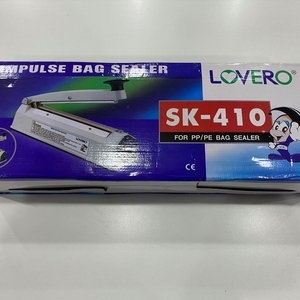 IMPULSE BAG SEALER
LOVERO
SK-410
FOR PP/PE BAG SEALER
CE